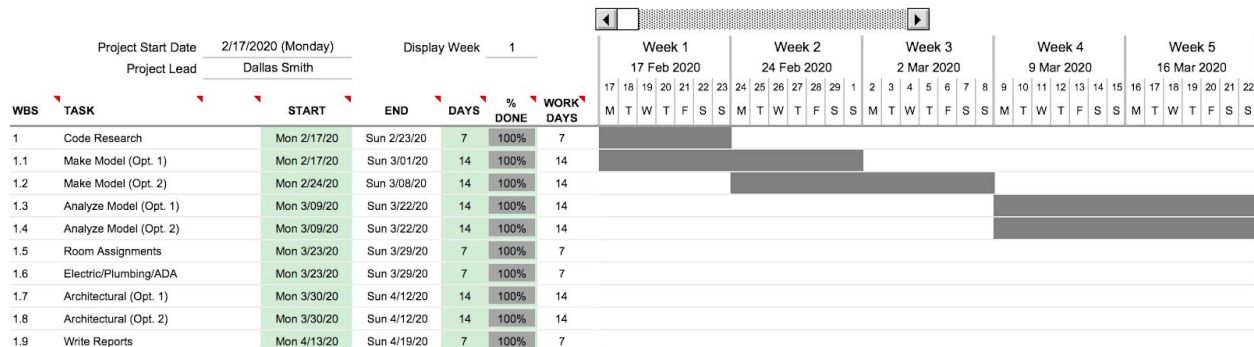 Project Start Date 2/17/2020 (Monday) Display Week 1 Week 1 Week 2 Week 3 Week 4 Week 5
Project Lead Dallas Smith 17 Feb 2020 24 Feb 2020 2 Mar 2020 9 Mar 2020 16 Mar 2020
17 18 19 20 21 22 23 24 25 26 27 28 29 1 2 3 4 5 6 7 8 9 10 11 12 13 14 15 16 17 18 19 20 21 22
WBS TASK START END DAYS % DONE WORK DAYS M T W T F S S M T W T F S S M T W T F S S M T W T F S S M T W T F S S
1 Code Research Mon 2/17/20 Sun 2/23/20 7 100% 7
1.1 Make Model (Opt. 1) Mon 2/17/20 Sun 3/01/20 14 100% 14
1.2 Make Model (Opt. 2) Mon 2/24/20 Sun 3/08/20 14 100% 14
1.3 Analyze Model (Opt. 1) Mon 3/09/20 Sun 3/22/20 14 100% 14
1.4 Analyze Model (Opt. 2) Mon 3/09/20 Sun 3/22/20 14 100% 14
1.5 Room Assignments Mon 3/23/20 Sun 3/29/20 7 100% 7
1.6 Electric/Plumbing/ADA Mon 3/23/20 Sun 3/29/20 7 100% 7
1.7 Architectural (Opt. 1) Mon 3/30/20 Sun 4/12/20 14 100% 14
1.8 Architectural (Opt. 2) Mon 3/30/20 Sun 4/12/20 14 100% 14
1.9 Write Reports Mon 4/13/20 Sun 4/19/20 7 100% 7